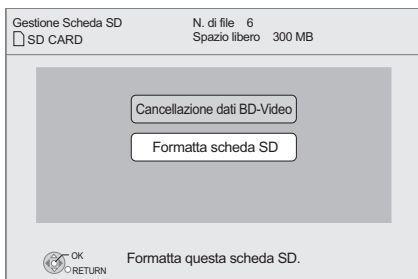 Gestione Scheda SD
N. di file 6
SD CARD
Spazio libero 300 MB
Cancellazione dati BD-Video
Formatta scheda SD
OK
RETURN
Formatta questa scheda SD.